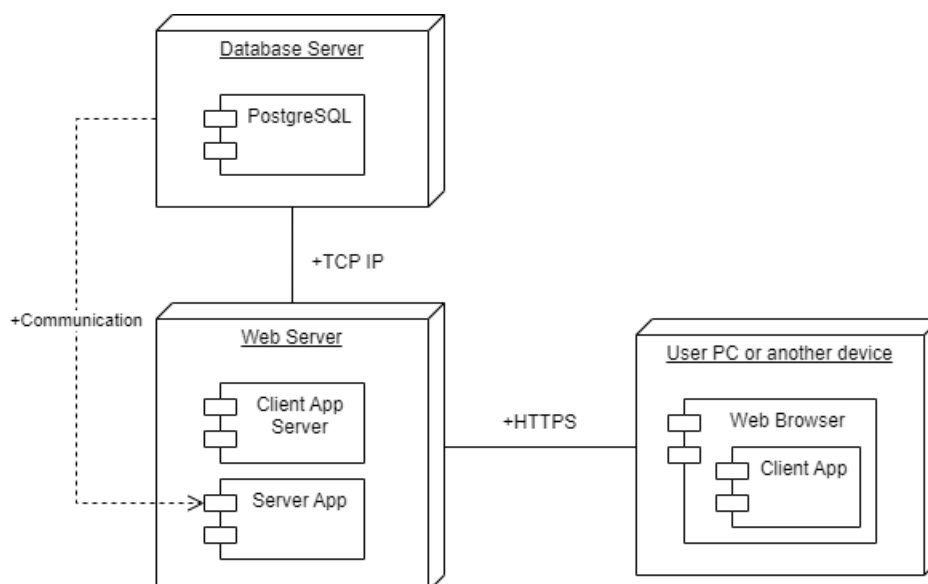 Database Server
PostgreSQL
+TCP IP
+Communication
Web Server
Client App
Server
Server App
+HTTPS
User PC or another device
Web Browser
Client App